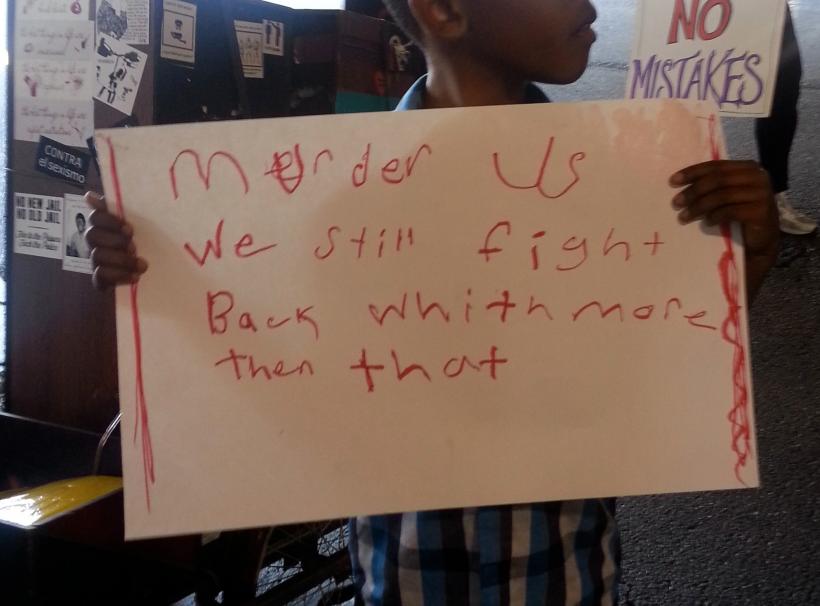 NO
MISTAKES
Murder us
We still fight
Back whith more
then that
CONTRA
el sexismo
NO NEW JAIL
NO OLD JAIL